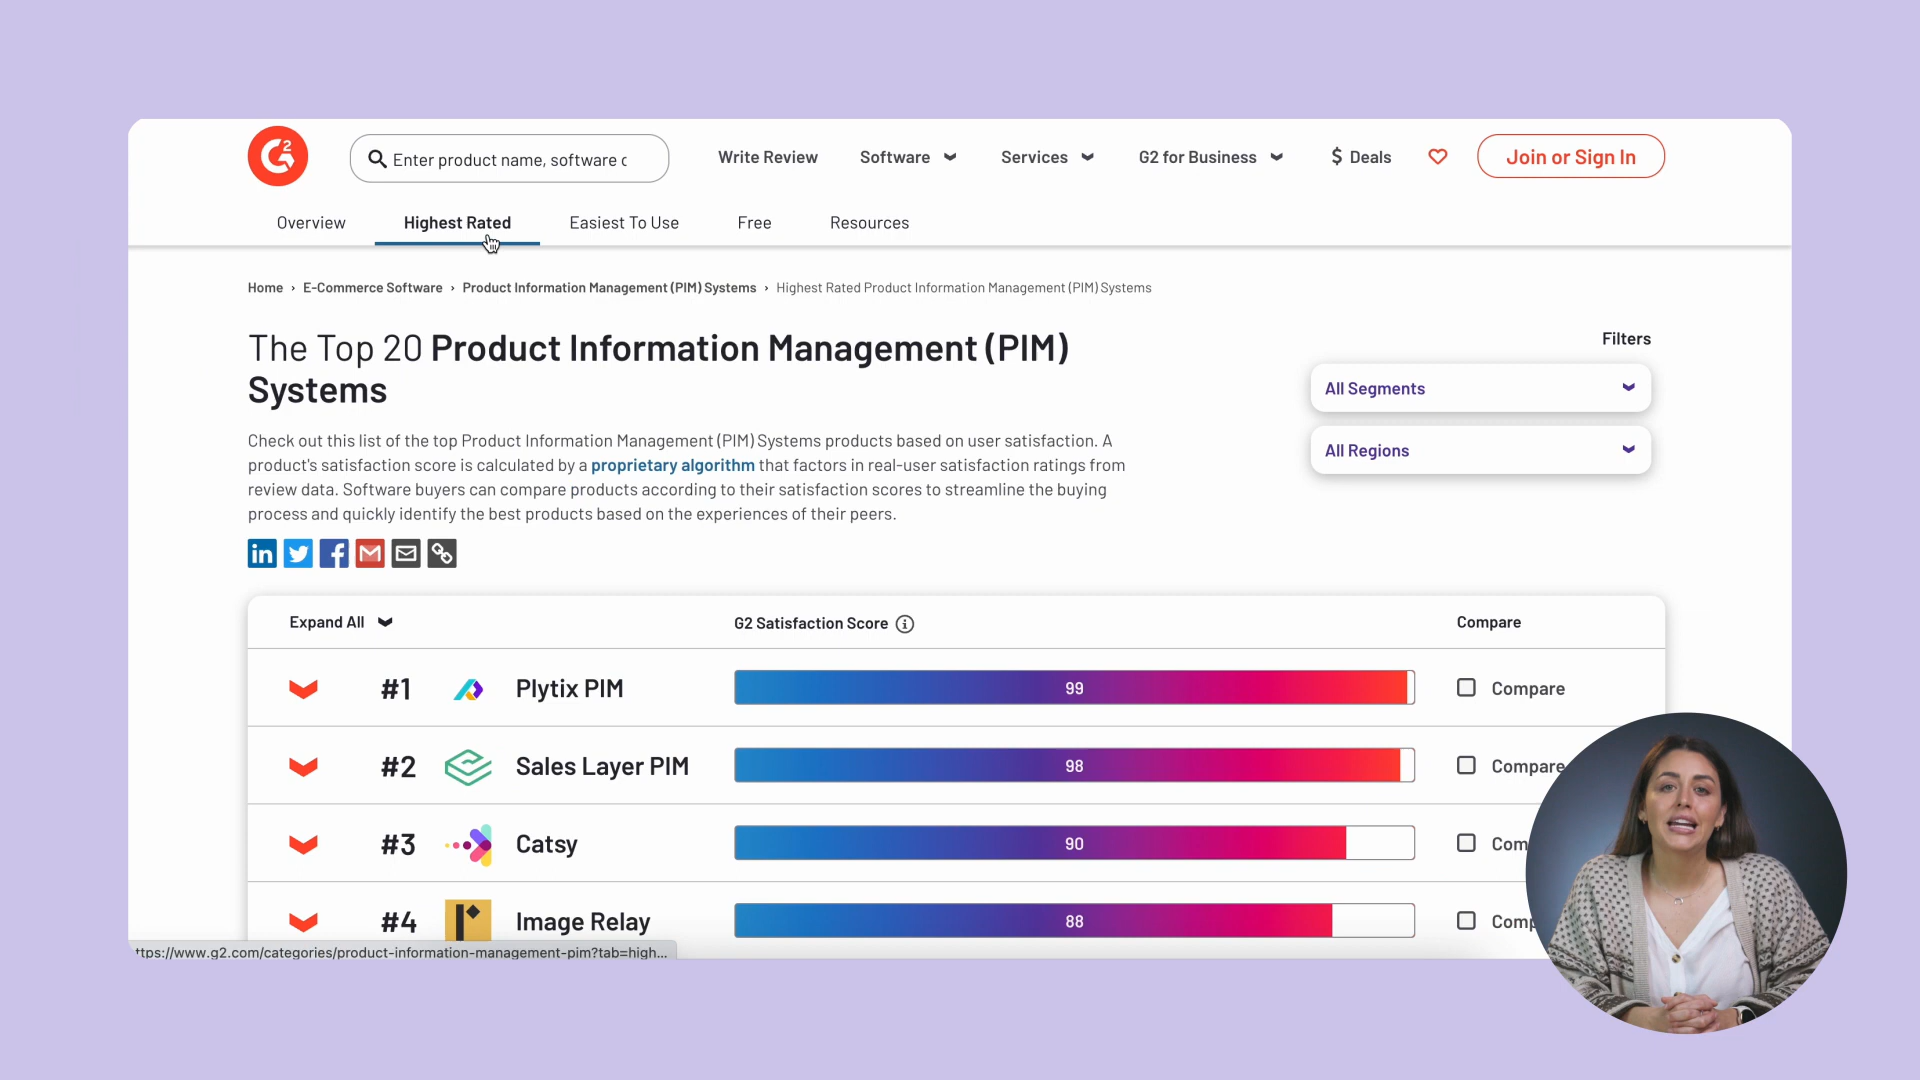 G2
Enter product name, software c
Write Review
Software
Services
G2 for Business
$ Deals
Join or Sign In
Overview
Highest Rated
Easiest To Use
Free
Resources
Home › E-Commerce Software › Product Information Management (PIM) Systems › Highest Rated Product Information Management (PIM) Systems
The Top 20 Product Information Management (PIM)
Systems
Filters
All Segments
All Regions
Check out this list of the top Product Information Management (PIM) Systems products based on user satisfaction. A
product's satisfaction score is calculated by a proprietary algorithm that factors in real-user satisfaction ratings from
review data. Software buyers can compare products according to their satisfaction scores to streamline the buying
process and quickly identify the best products based on the experiences of their peers.
in
Expand All
G2 Satisfaction Score
Compare
#1 Plytix PIM 99 Compare
#2 Sales Layer PIM 98 Compare
#3 Catsy 90 Com
#4 Image Relay 88 Comp
ttps://www.g2.com/categories/product-information-management-pim?tab=high...